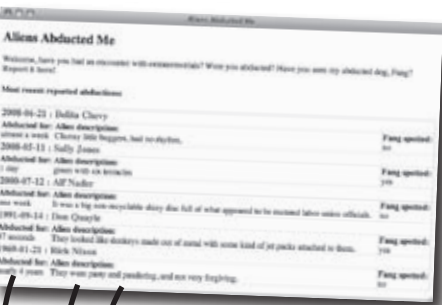 Aliens Abducted Me
Aliens Abducted Me
Welcome, have you had an encounter with extraterrestrials? Were you abducted? Have you seen my abducted dog, Fang?
Report it here!
Most recent reported abductions:
2008-06-21 : Belita Chevy
Abducted for: Alien description: Fang spotted:
almost a week Clumsy little buggers, had no rhythm. no
2008-05-11 : Sally Jones
Abducted for: Alien description: Fang spotted:
1 day green with six tentacles yes
2000-07-12 : Alf Nader
Abducted for: Alien description: Fang spotted:
one week It was a big non-recyclable shiny disc full of what appeared to be mutated labor union officials. no
1991-09-14 : Don Quayle
Abducted for: Alien description: Fang spotted:
37 seconds They looked like donkeys made out of metal with some kind of jet packs attached to them. yes
1969-01-21 : Rick Nixon
Abducted for: Alien description: Fang spotted:
nearly 4 years They were pasty and pandering, and not very forgiving. no